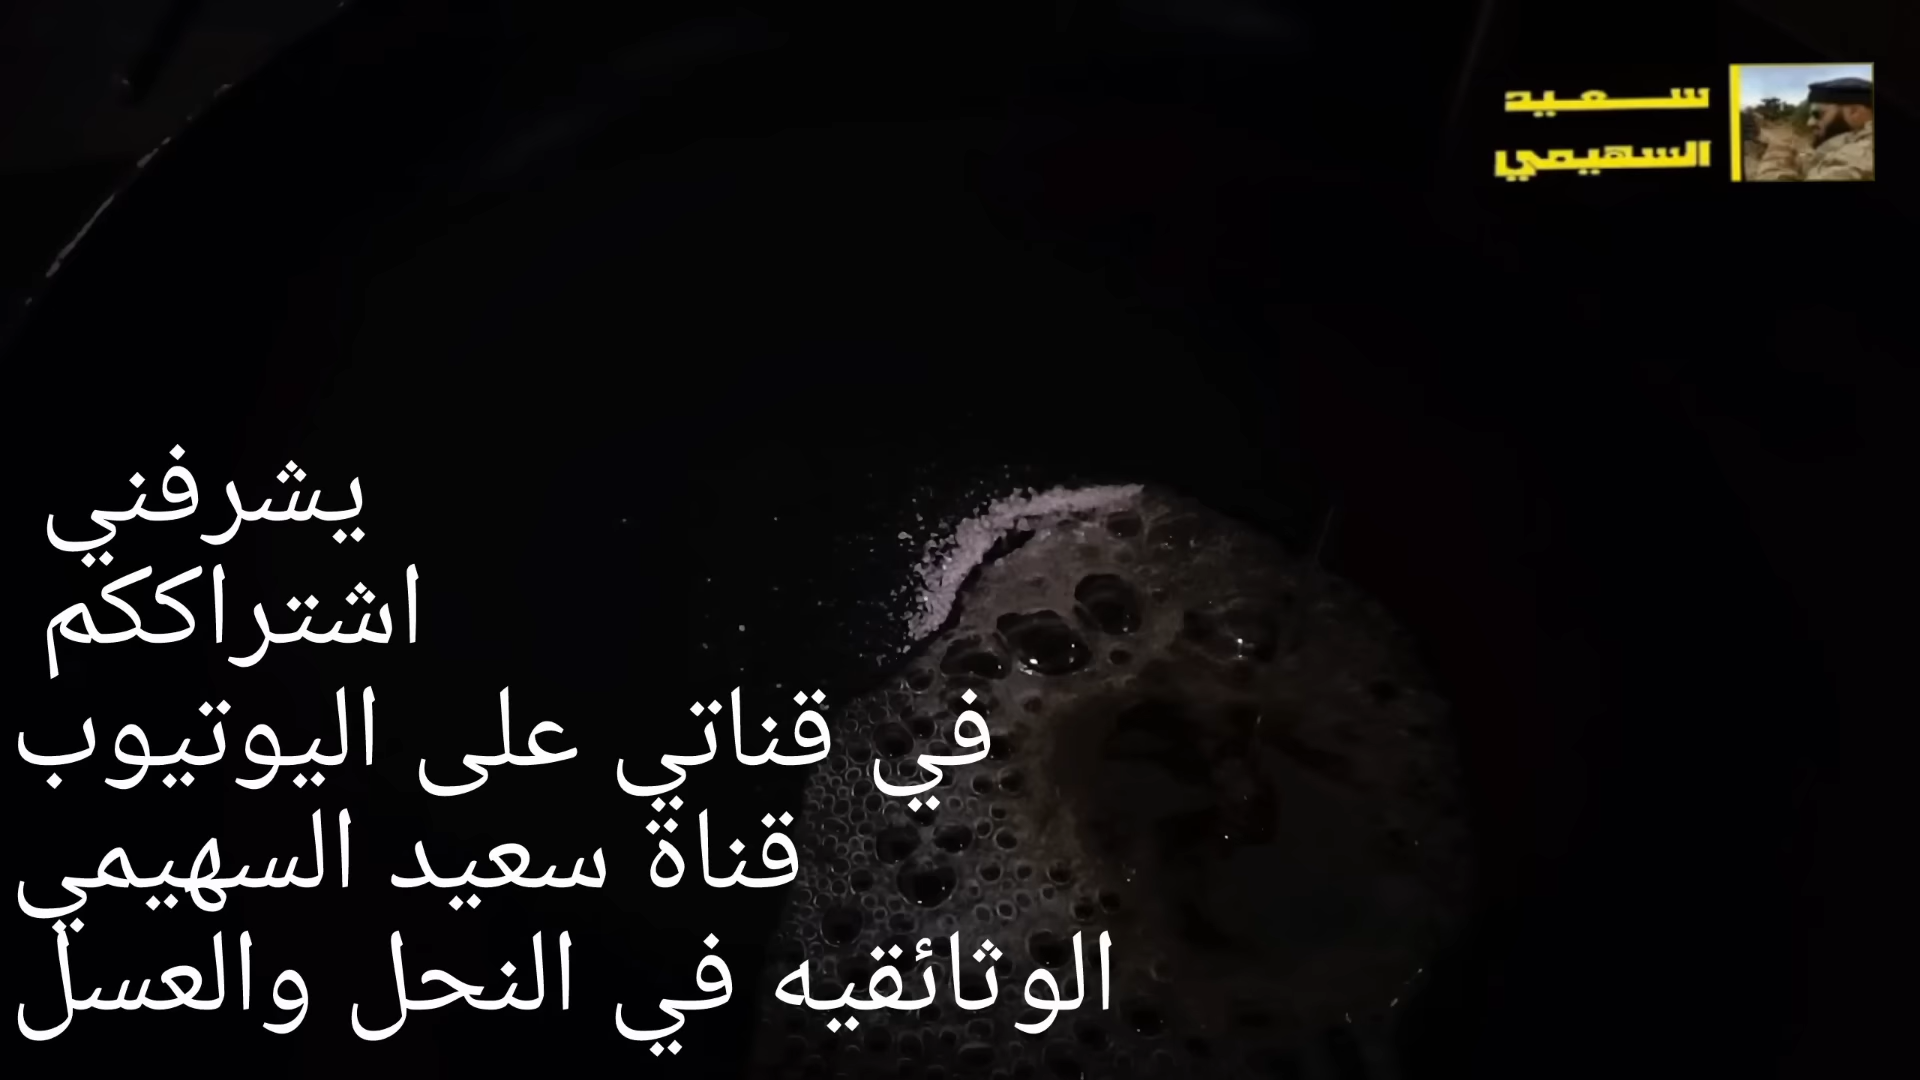 سعيد
السهيمي
يشرفني
اشتراككم
في قناتي على اليوتيوب
قناة سعيد السهيمي
الوثائقيه في النحل والعسل